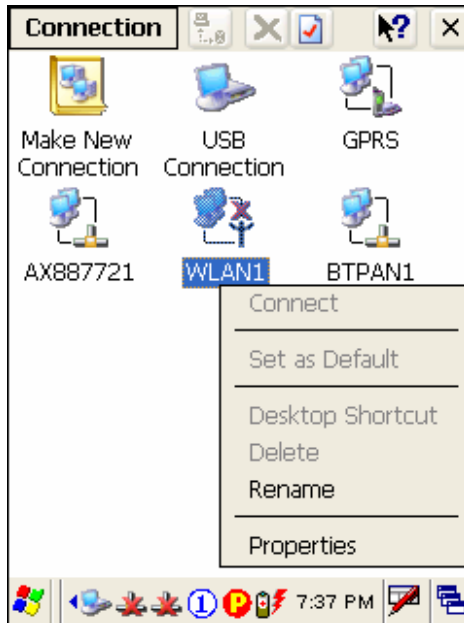 Connection
?
Make New Connection
USB Connection
GPRS
AX887721
WLAN1
BTPAN1
Connect
Set as Default
Desktop Shortcut
Delete
Rename
Properties
1
P
7:37 PM